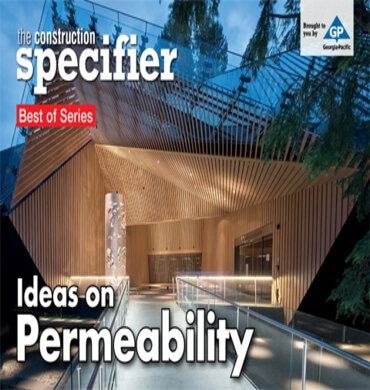 the construction
specifier
Best of Series
Brought to
you by
GP
Georgia-Pacific
Ideas on
Permeability